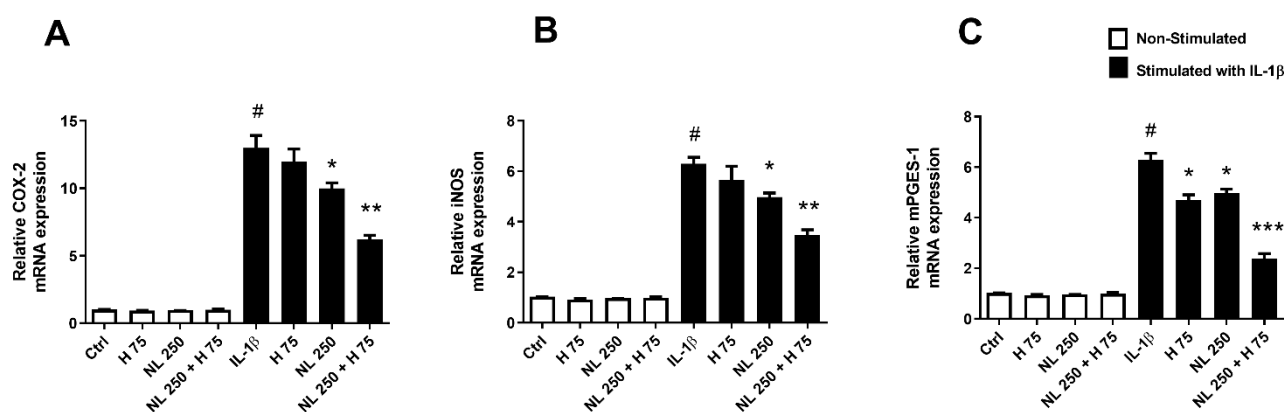 A
B
C
Non-Stimulated
Stimulated with IL-1β
Relative COX-2
mRNA expression
15
10
5
0
#
*
**
Ctrl
H 75
NL 250
NL 250 + H 75
IL-1β
H 75
NL 250
NL 250 + H 75
Relative iNOS
mRNA expression
8
6
4
2
0
#
*
**
Ctrl
H 75
NL 250
NL 250 + H 75
IL-1β
H 75
NL 250
NL 250 + H 75
Relative mPGES-1
mRNA expression
8
6
4
2
0
#
*
*
***
Ctrl
H 75
NL 250
NL 250 + H 75
IL-1β
H 75
NL 250
NL 250 + H 75